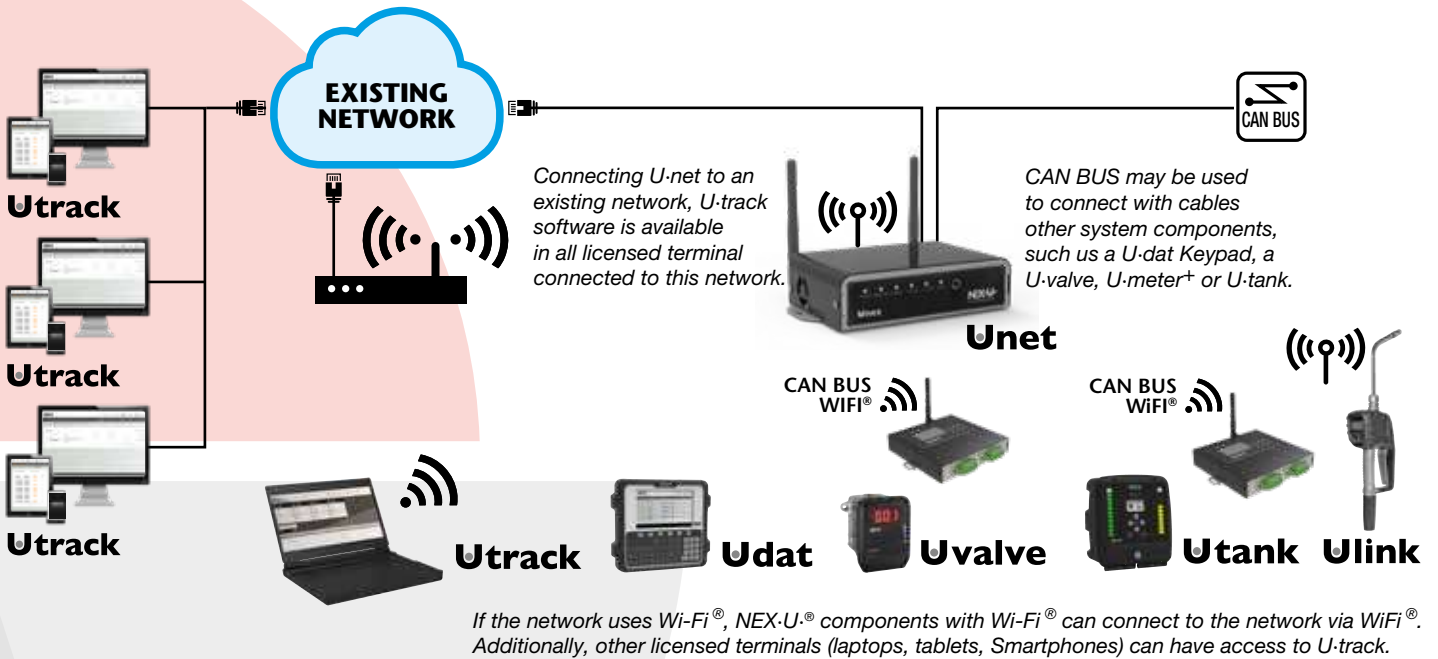 EXISTING
NETWORK
CAN BUS
Utrack
Connecting U·net to an
existing network, U·track
software is available
in all licensed terminal
connected to this network.
CAN BUS may be used
to connect with cables
other system components,
such us a U·dat Keypad, a
U·valve, U·meter⁺ or U·tank.
NEX·U·
Unet
Utrack
CAN BUS
WIFI®
CAN BUS
WiFI®
Utrack
Utrack
Udat
Uvalve
Utank
Ulink
If the network uses Wi-Fi ®, NEX·U·® components with Wi-Fi ® can connect to the network via WiFi ®.
Additionally, other licensed terminals (laptops, tablets, Smartphones) can have access to U·track.